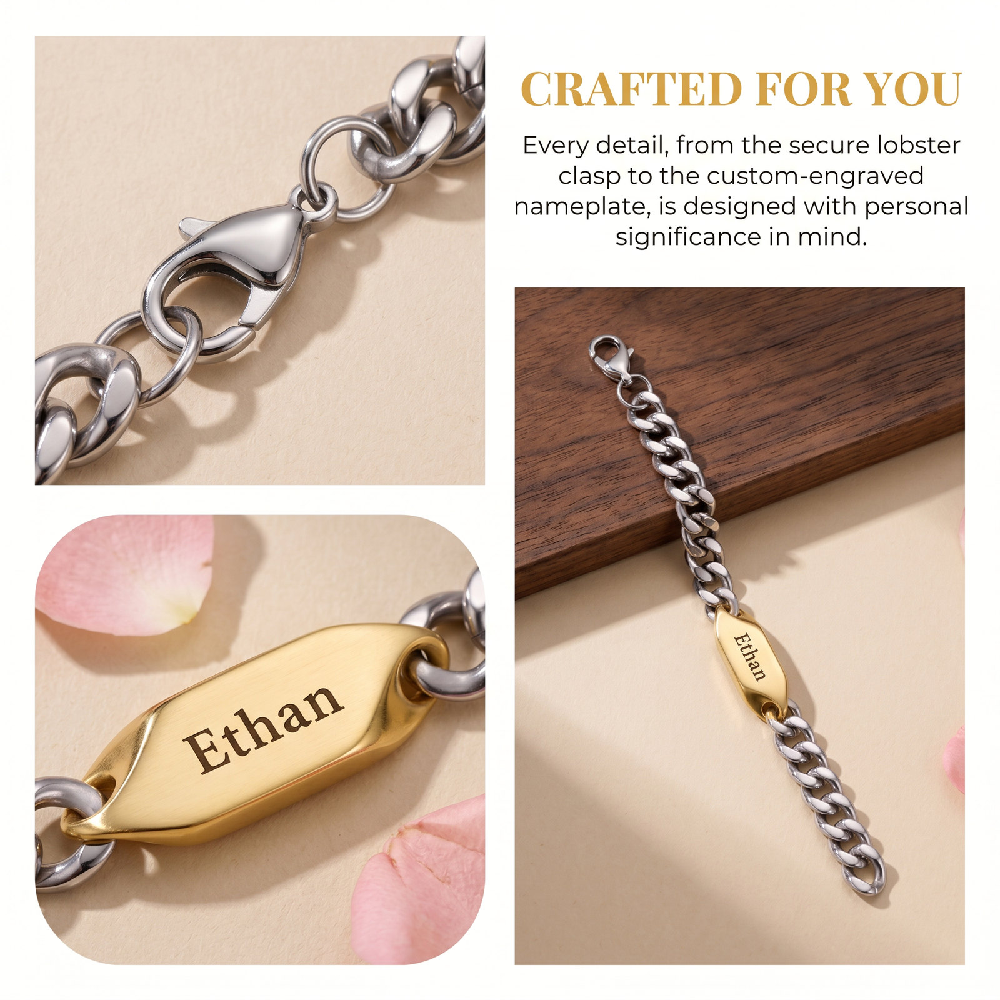 CRAFTED FOR YOU
Every detail, from the secure lobster
clasp to the custom-engraved
nameplate, is designed with personal
significance in mind.
Ethan
Ethan